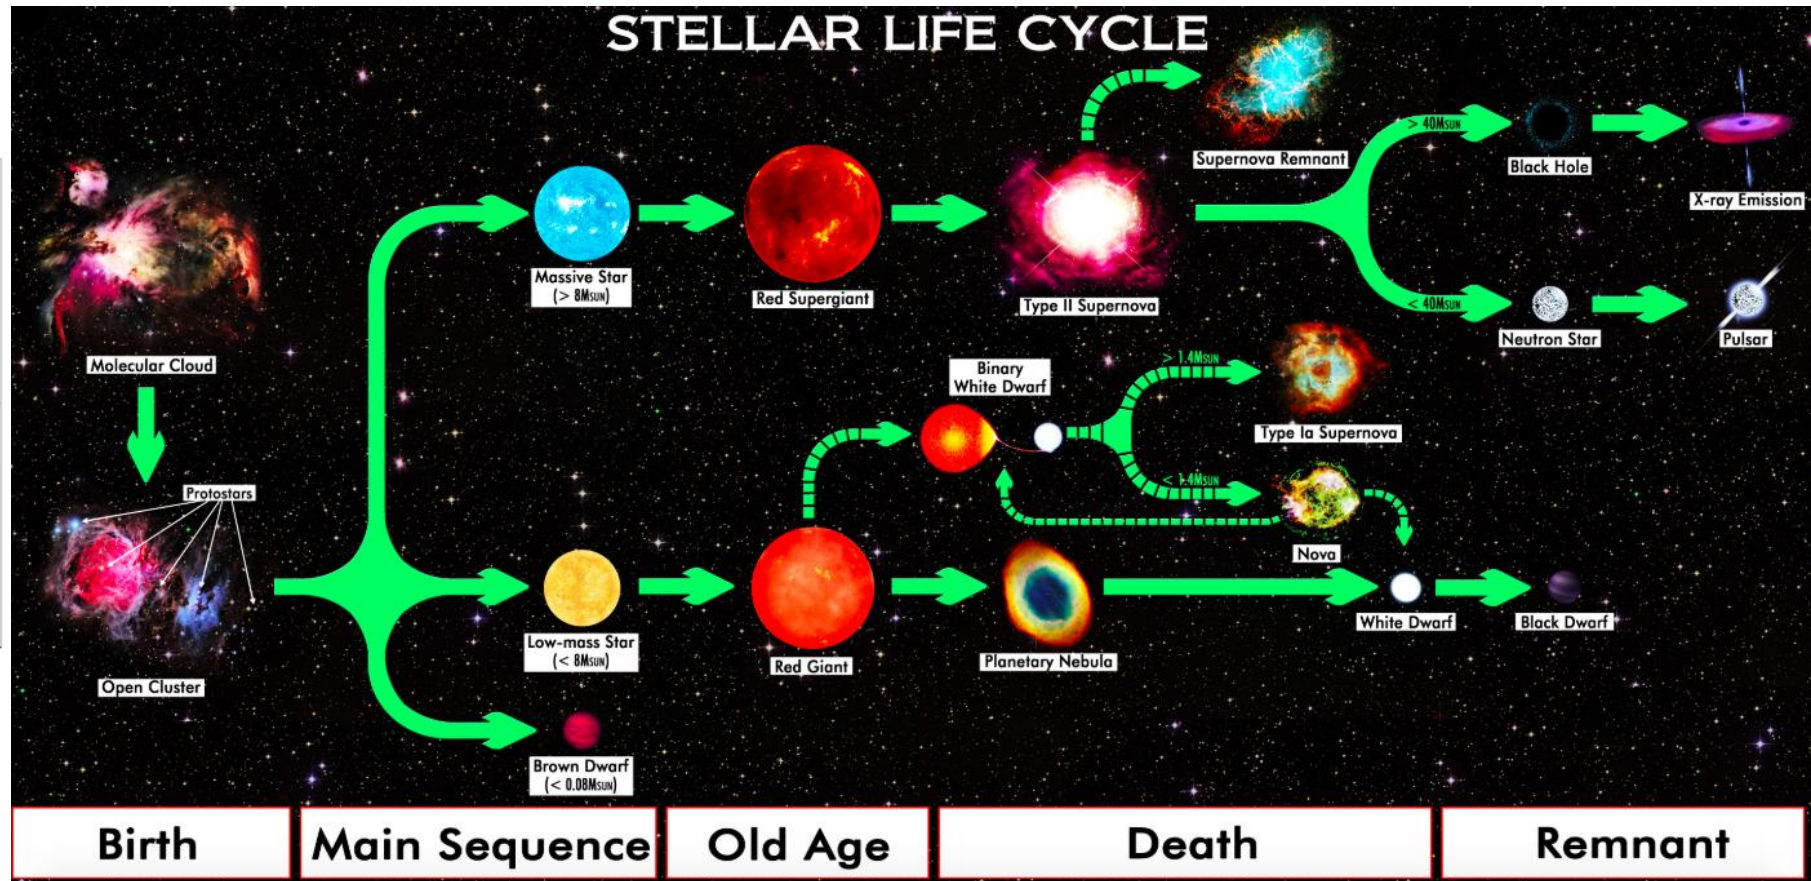 STELLAR LIFE CYCLE
Molecular Cloud
Protostars
Open Cluster
Massive Star
(> 8MSUN)
Red Supergiant
Type II Supernova
Supernova Remnant
> 40MSUN
Black Hole
X-ray Emission
< 40MSUN
Neutron Star
Pulsar
Binary
White Dwarf
> 1.4MSUN
Type Ia Supernova
< 1.4MSUN
Nova
Low-mass Star
(< 8MSUN)
Red Giant
Planetary Nebula
White Dwarf
Black Dwarf
Brown Dwarf
(< 0.08MSUN)
Birth
Main Sequence
Old Age
Death
Remnant